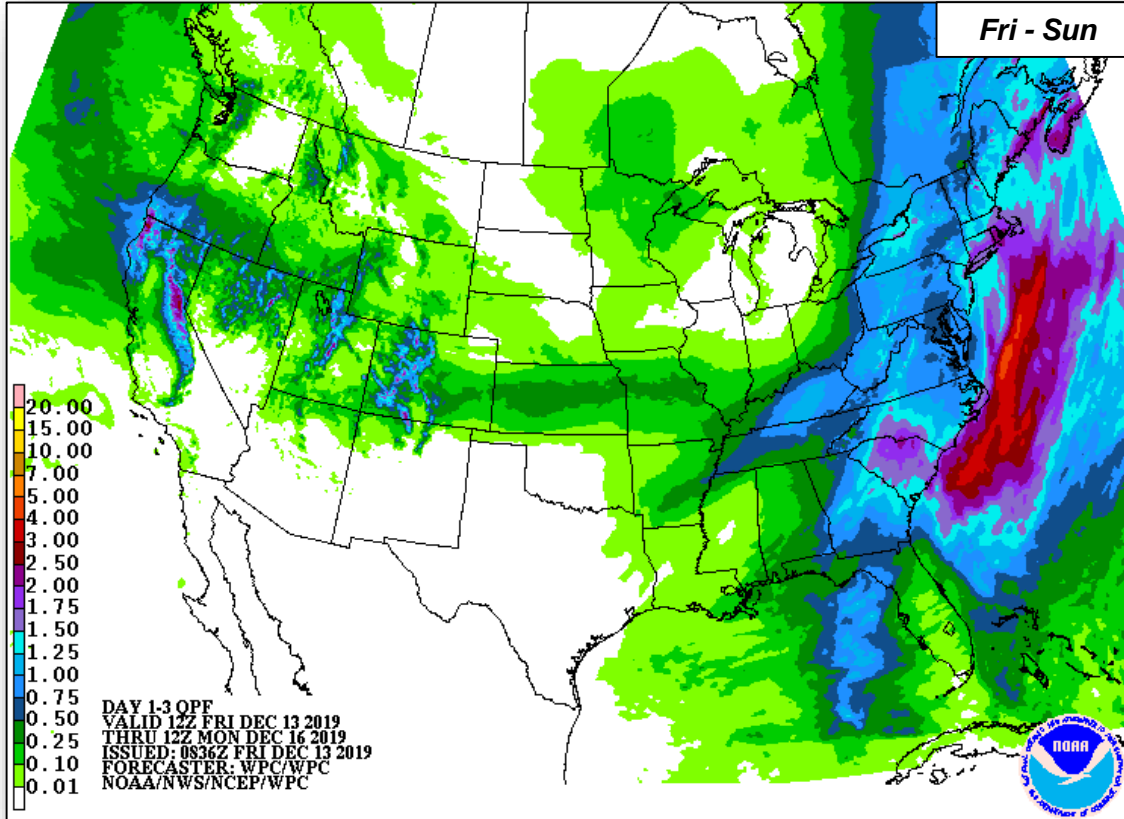 Fri - Sun
20.00
15.00
10.00
7.00
5.00
4.00
3.00
2.50
2.00
1.75
1.50
1.25
1.00
0.75
0.50
0.25
0.10
0.01
DAY 1-3 QPF
VALID 12Z FRI DEC 13 2019
THRU 12Z MON DEC 16 2019
ISSUED: 0836Z FRI DEC 13 2019
FORECASTER: WPC/WPC
NOAA/NWS/NCEP/WPC
NOAA